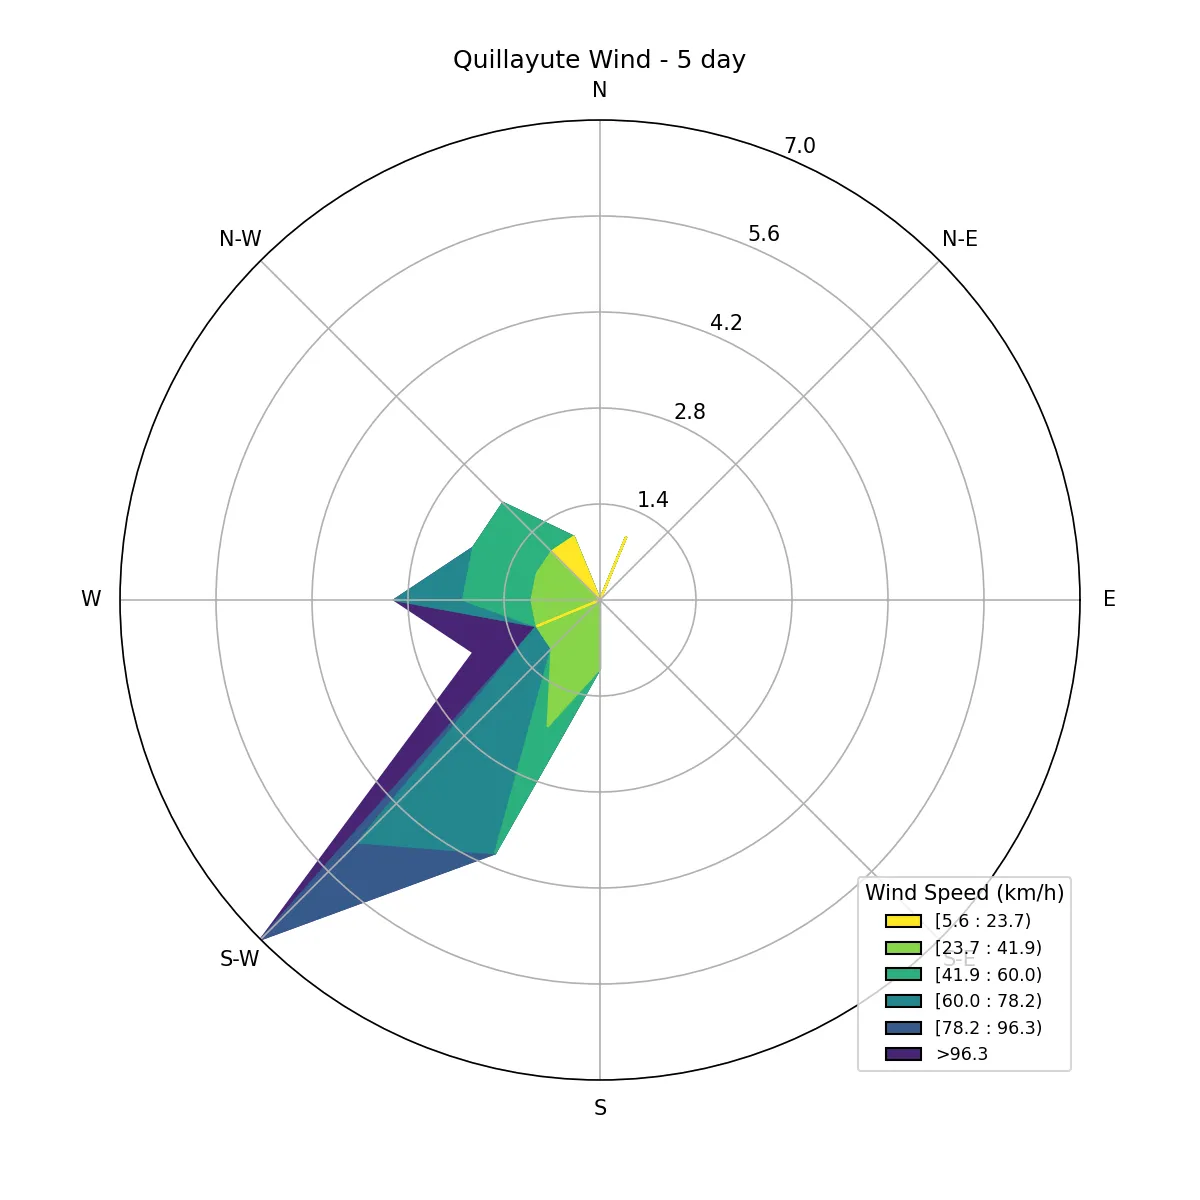 Quillayute Wind - 5 day
N
7.0
N-W
5.6
N-E
4.2
2.8
1.4
W
E
S-W
S-E
Wind Speed (km/h)
[5.6 : 23.7)
[23.7 : 41.9)
[41.9 : 60.0)
[60.0 : 78.2)
[78.2 : 96.3)
>96.3
S